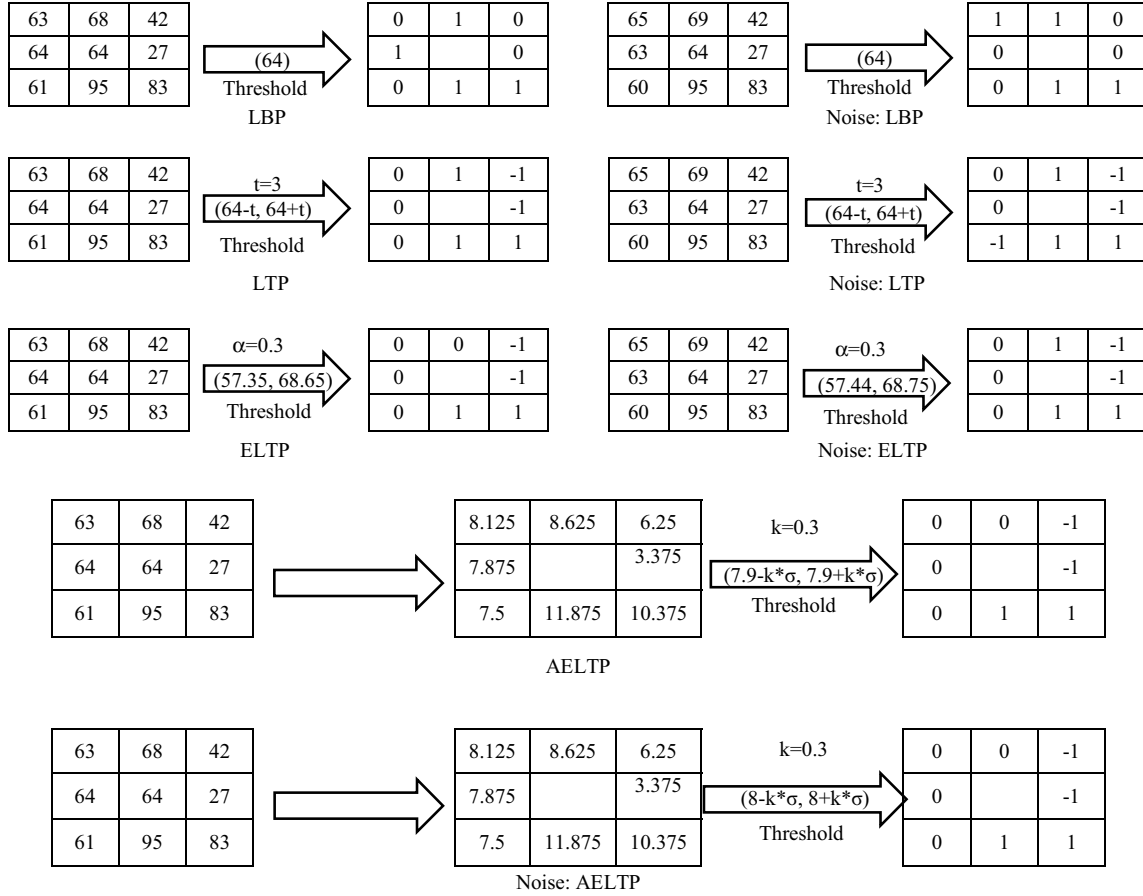 63 68 42
64 64 27
61 95 83
(64)
Threshold
LBP
0 1 0
1 0
0 1 1
65 69 42
63 64 27
60 95 83
(64)
Threshold
Noise: LBP
1 1 0
0 0
0 1 1
63 68 42
64 64 27
61 95 83
t=3
(64-t, 64+t)
Threshold
LTP
0 1 -1
0 -1
0 1 1
65 69 42
63 64 27
60 95 83
t=3
(64-t, 64+t)
Threshold
Noise: LTP
0 1 -1
0 -1
-1 1 1
63 68 42
64 64 27
61 95 83
α=0.3
(57.35, 68.65)
Threshold
ELTP
0 0 -1
0 -1
0 1 1
65 69 42
63 64 27
60 95 83
α=0.3
(57.44, 68.75)
Threshold
Noise: ELTP
0 1 -1
0 -1
0 1 1
63 68 42
64 64 27
61 95 83
8.125 8.625 6.25
7.875 3.375
7.5 11.875 10.375
k=0.3
(7.9-k*σ, 7.9+k*σ)
Threshold
0 0 -1
0 -1
0 1 1
AELTP
63 68 42
64 64 27
61 95 83
8.125 8.625 6.25
7.875 3.375
7.5 11.875 10.375
k=0.3
(8-k*σ, 8+k*σ)
Threshold
0 0 -1
0 -1
0 1 1
Noise: AELTP